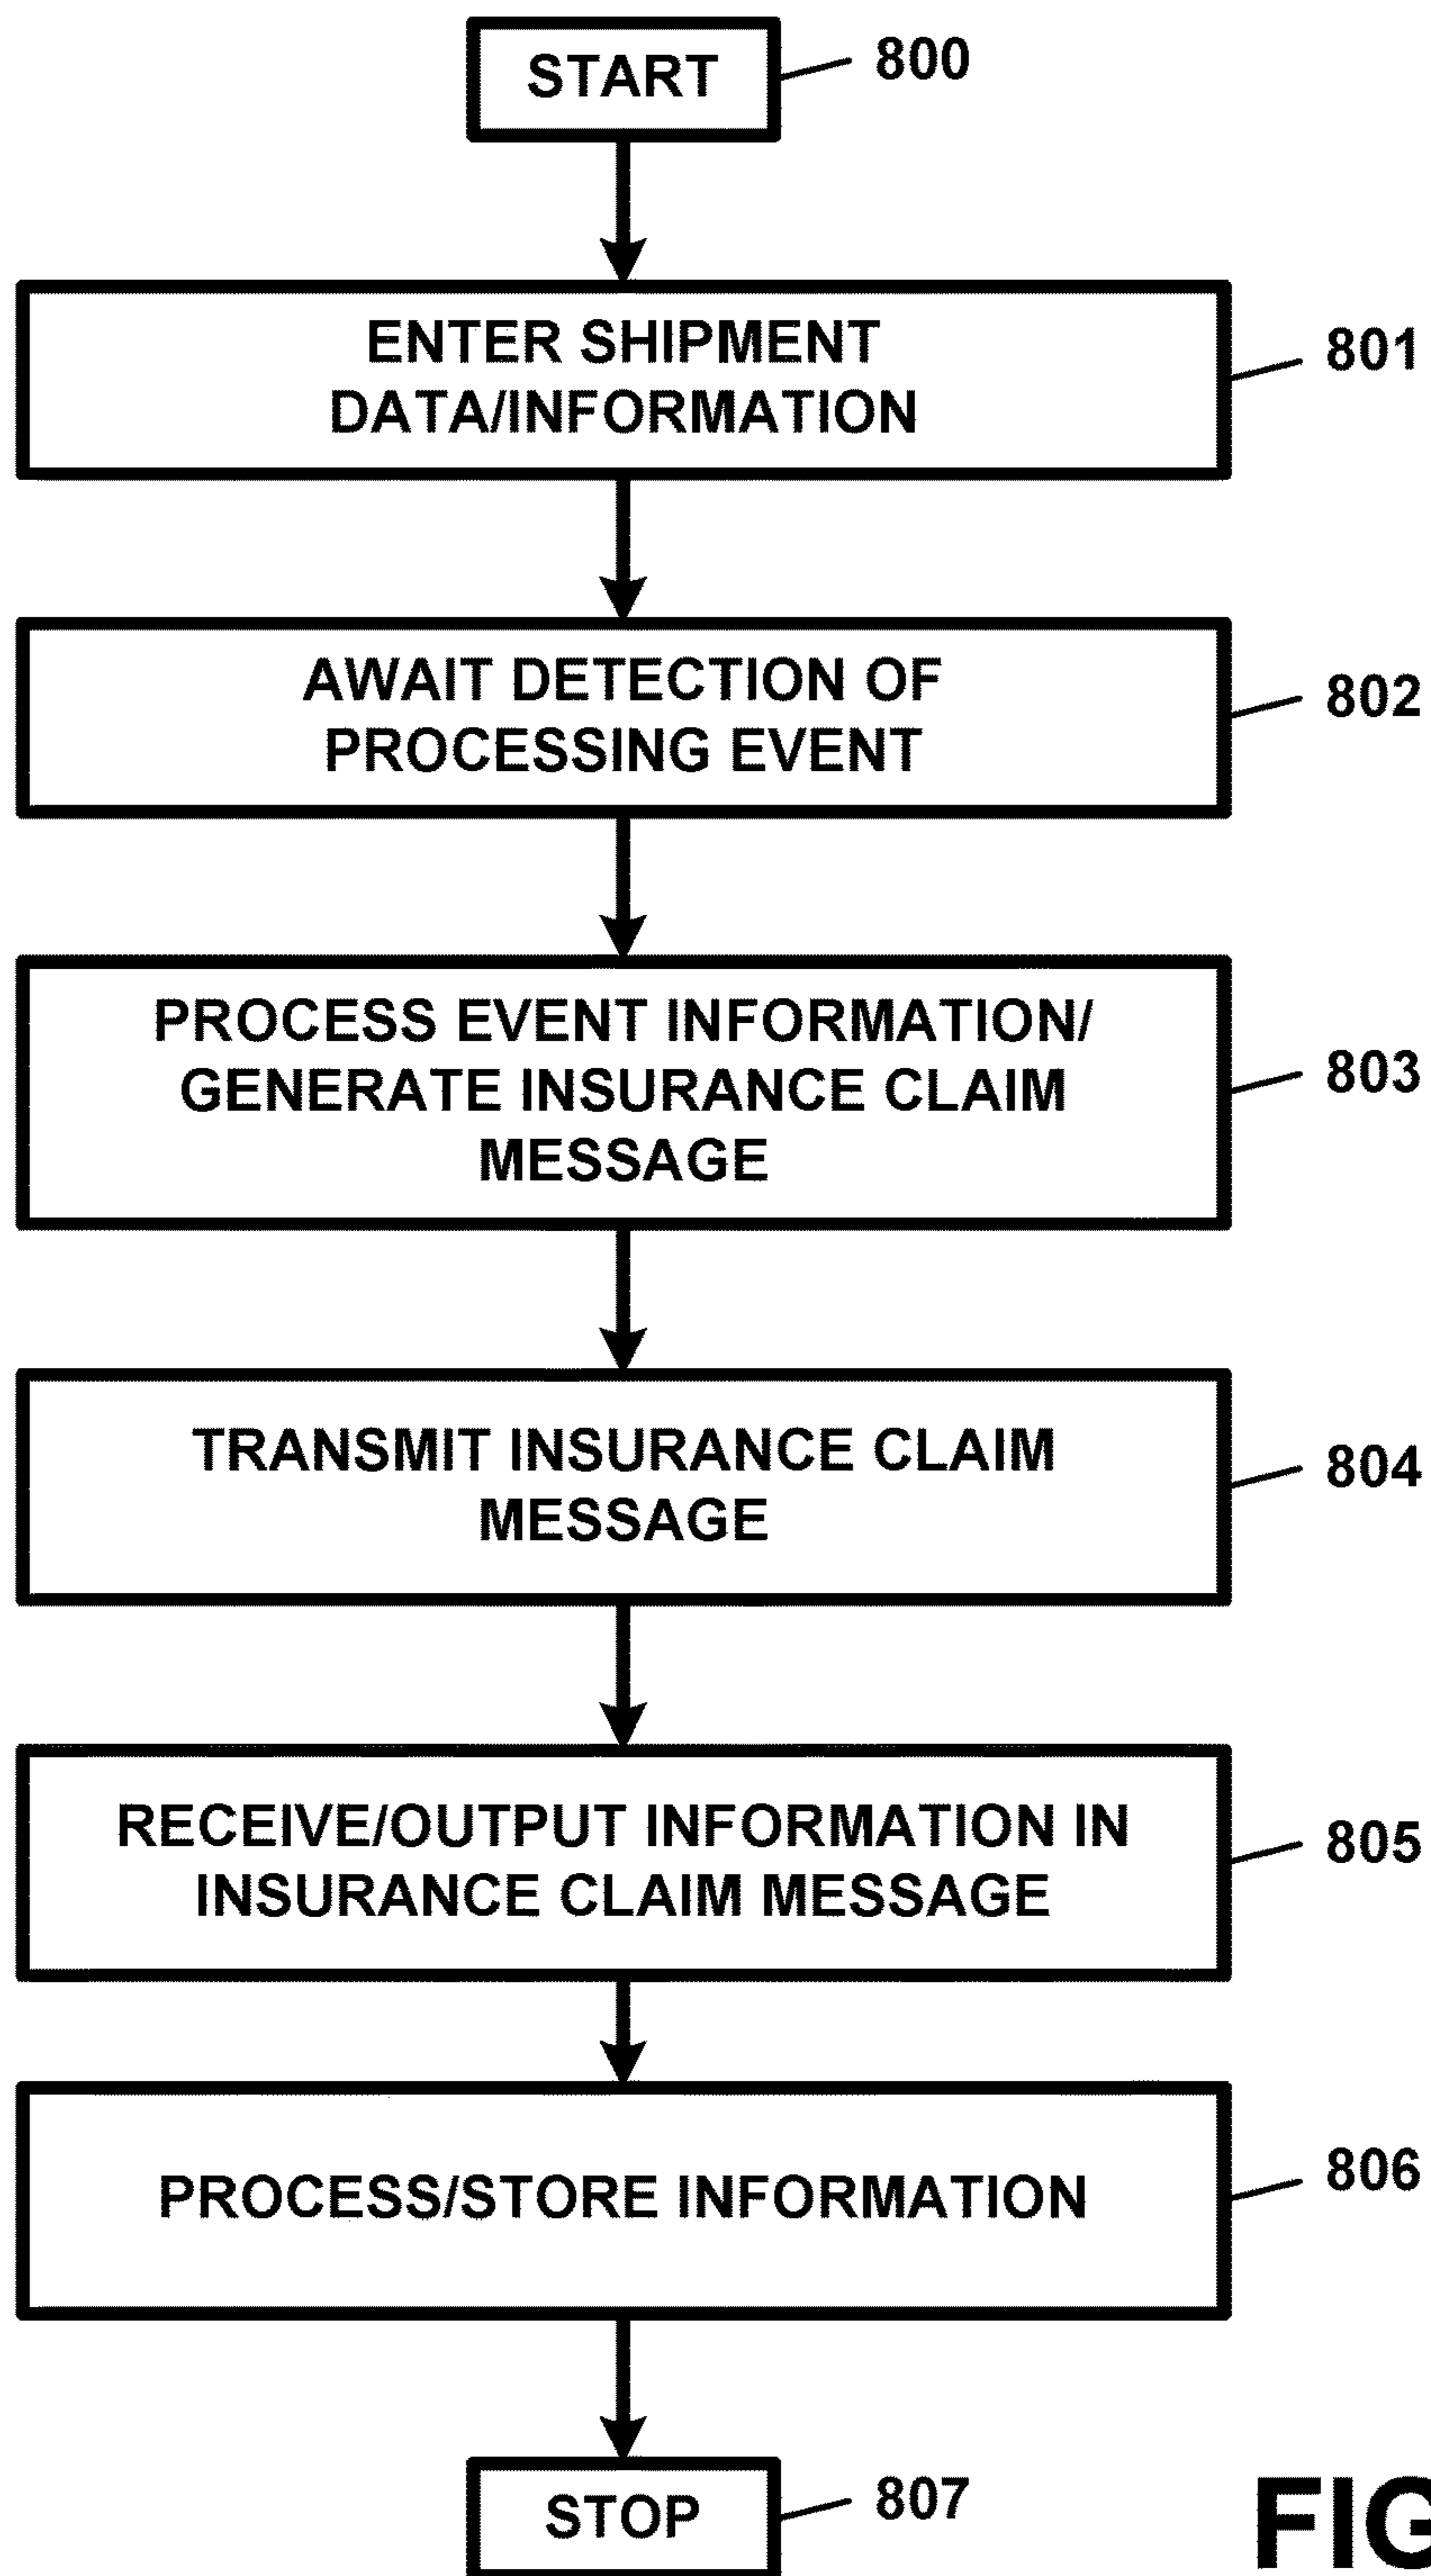 START
800
ENTER SHIPMENT
DATA/INFORMATION
801
AWAIT DETECTION OF
PROCESSING EVENT
802
PROCESS EVENT INFORMATION/
GENERATE INSURANCE CLAIM
MESSAGE
803
TRANSMIT INSURANCE CLAIM
MESSAGE
804
RECEIVE/OUTPUT INFORMATION IN
INSURANCE CLAIM MESSAGE
805
PROCESS/STORE INFORMATION
806
STOP
807
FIG